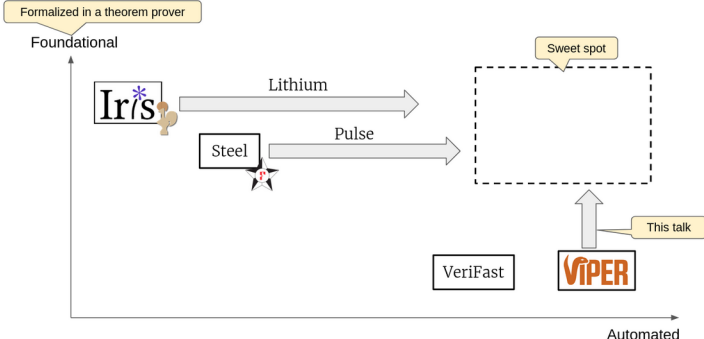 Formalized in a theorem prover
Foundational
Sweet spot
Iris
Lithium
Pulse
Steel
This talk
VeriFast
VIPER
Automated